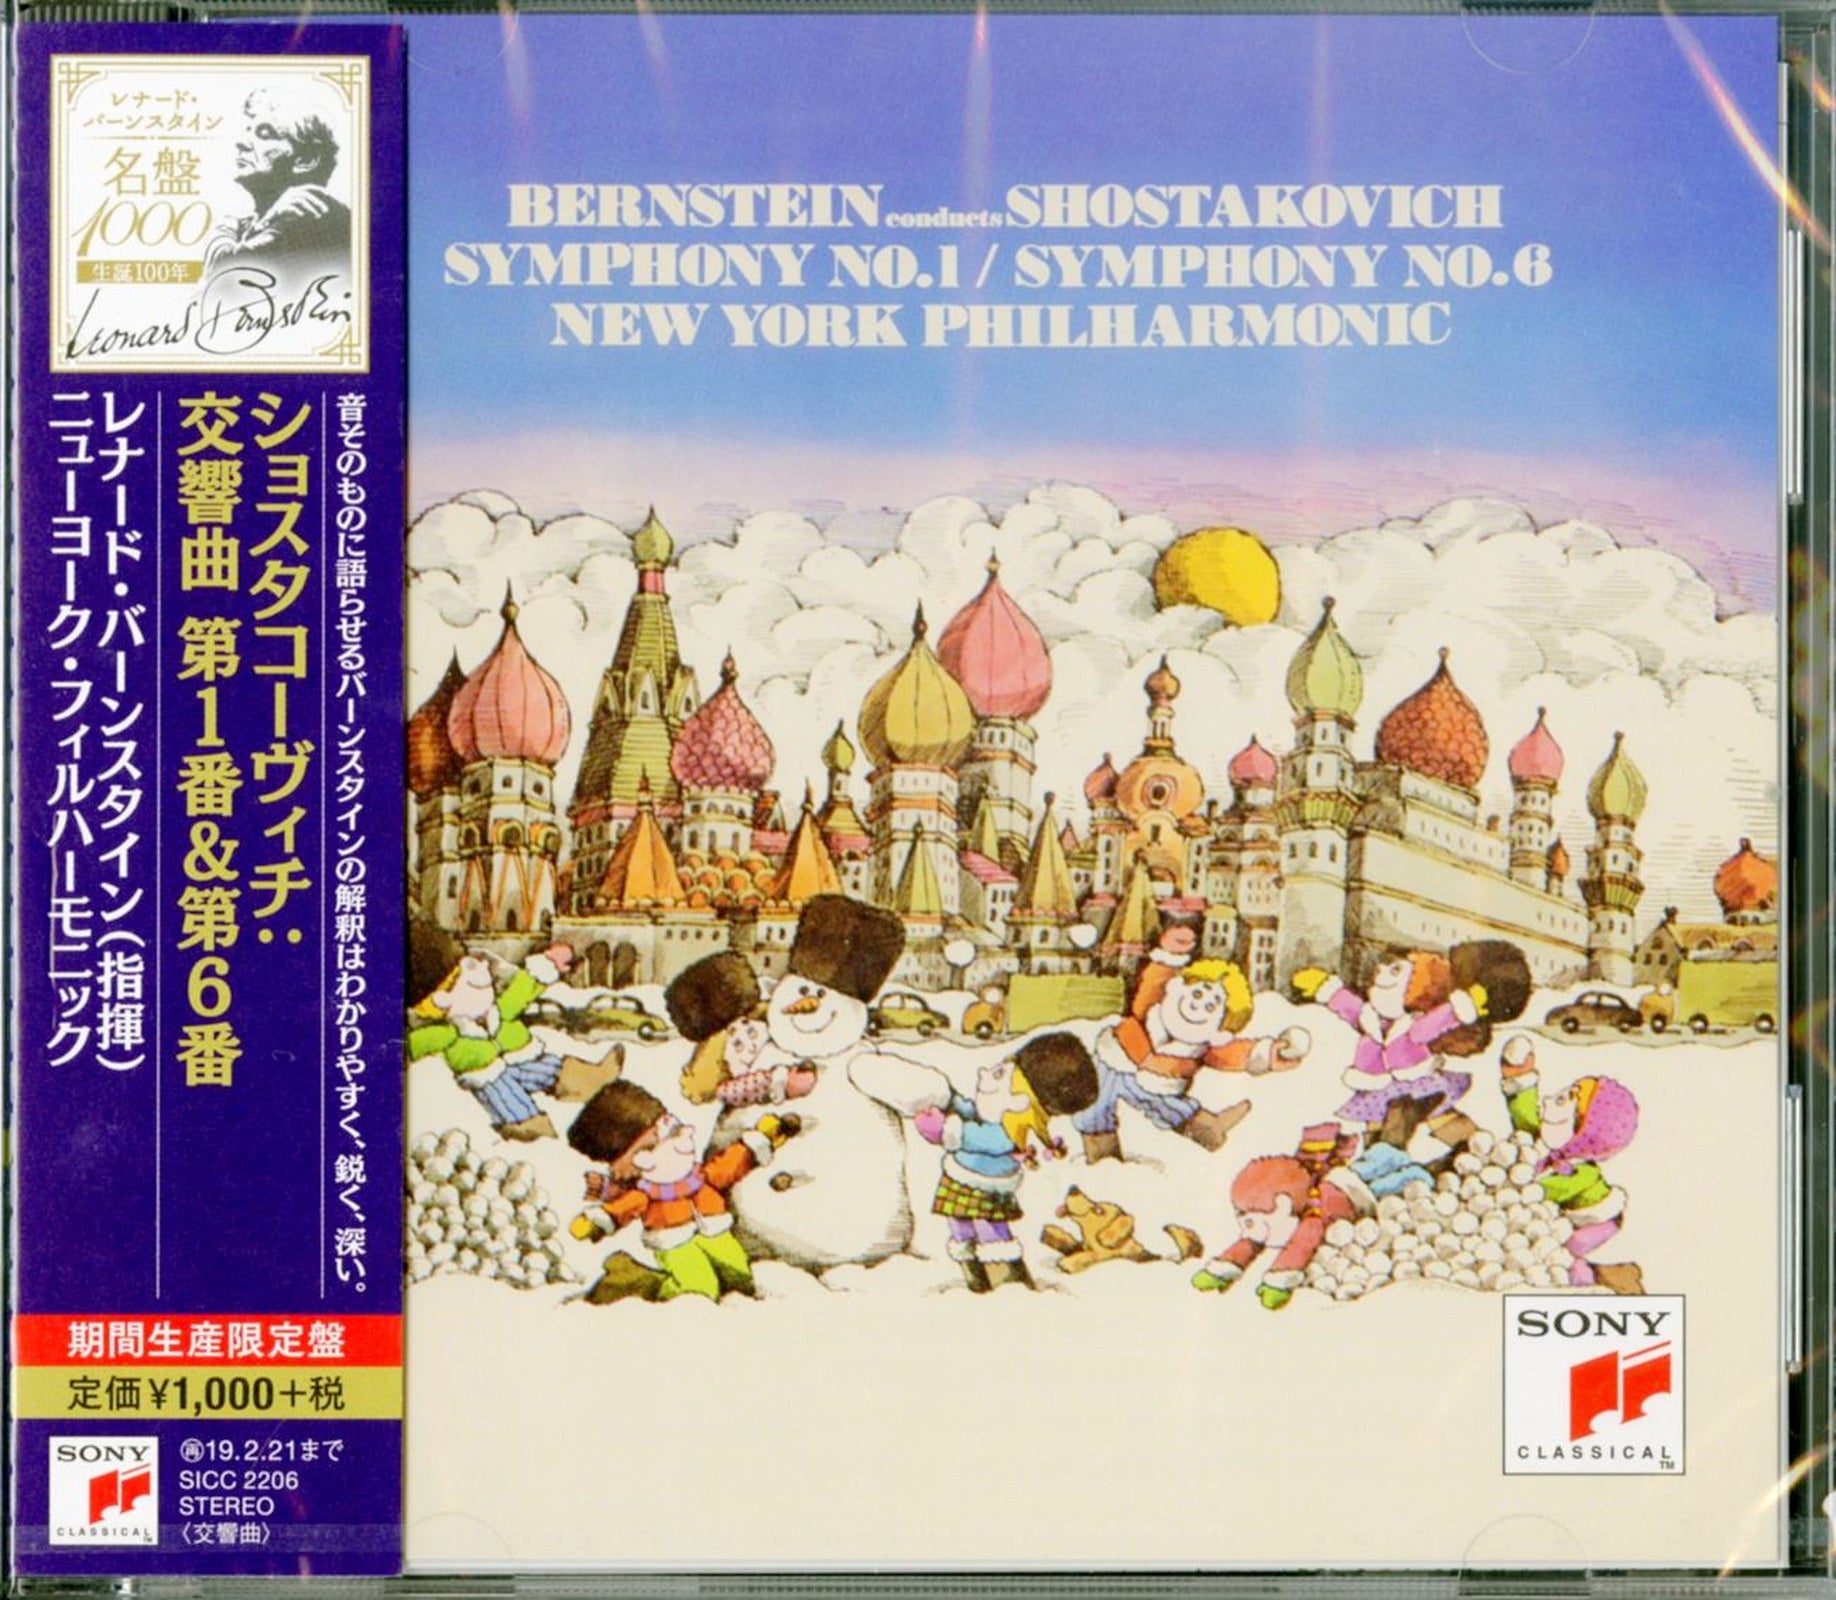 レナード・
バーンスタイン
名盤
1000
生誕100年
Leonard Bernstein
音そのものに語らせるバーンスタインの解釈はわかりやすく、鋭く、深い。
ショスタコーヴィチ:
交響曲 第1番&第6番
レナード・バーンスタイン(指揮)
ニューヨーク・フィルハーモニック
期間生産限定盤
定価¥1,000+税
SONY
CLASSICAL
㋐19.2.21まで
SICC 2206
STEREO
〈交響曲〉
BERNSTEIN conducts SHOSTAKOVICH
SYMPHONY NO.1 / SYMPHONY NO.6
NEW YORK PHILHARMONIC
SONY
CLASSICAL
TM